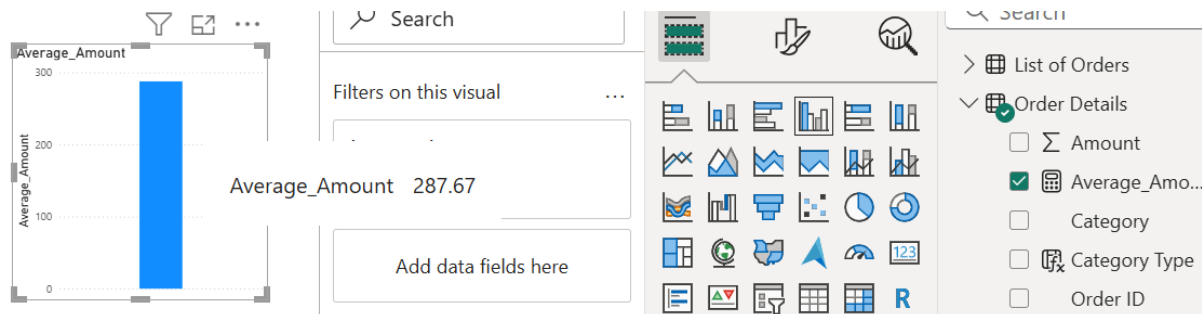 Average_Amount
300
200
100
0
Average_Amount
Search
Filters on this visual
...
Average_Amount 287.67
Add data fields here
123
R
Search
List of Orders
Order Details
Amount
Average_Amo...
Category
Category Type
Order ID